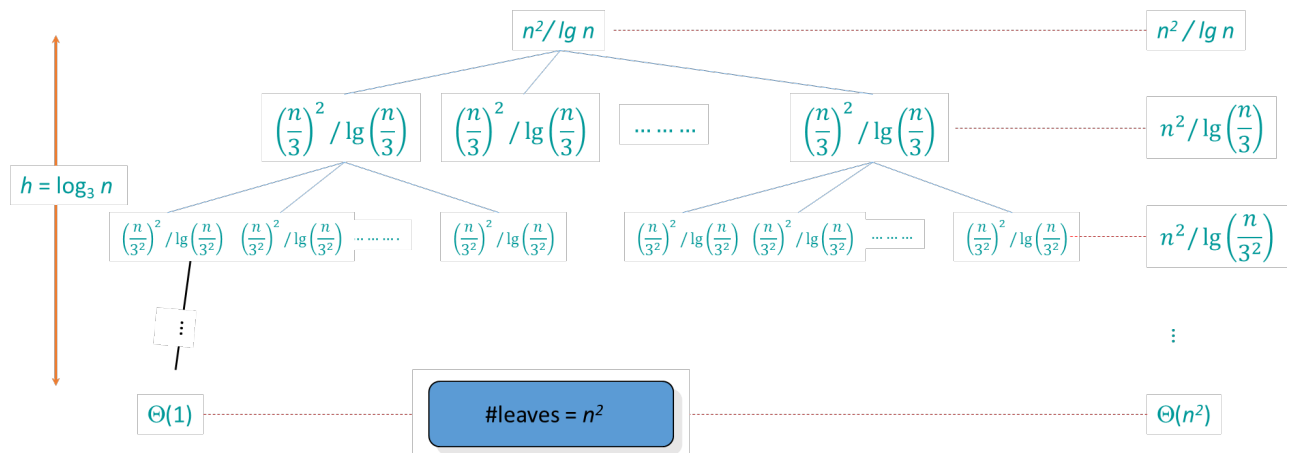 n²/ lg n n² / lg n
(n/3)² / lg(n/3) (n/3)² / lg(n/3) ... ... ... (n/3)² / lg(n/3) n² / lg(n/3)
h = log₃ n
(n/3²)² / lg(n/3²) (n/3²)² / lg(n/3²) ... ... ... . (n/3²)² / lg(n/3²) (n/3²)² / lg(n/3²) (n/3²)² / lg(n/3²) ... ... ... (n/3²)² / lg(n/3²) n² / lg(n/3²)
⋮ ⋮
Θ(1) #leaves = n² Θ(n²)